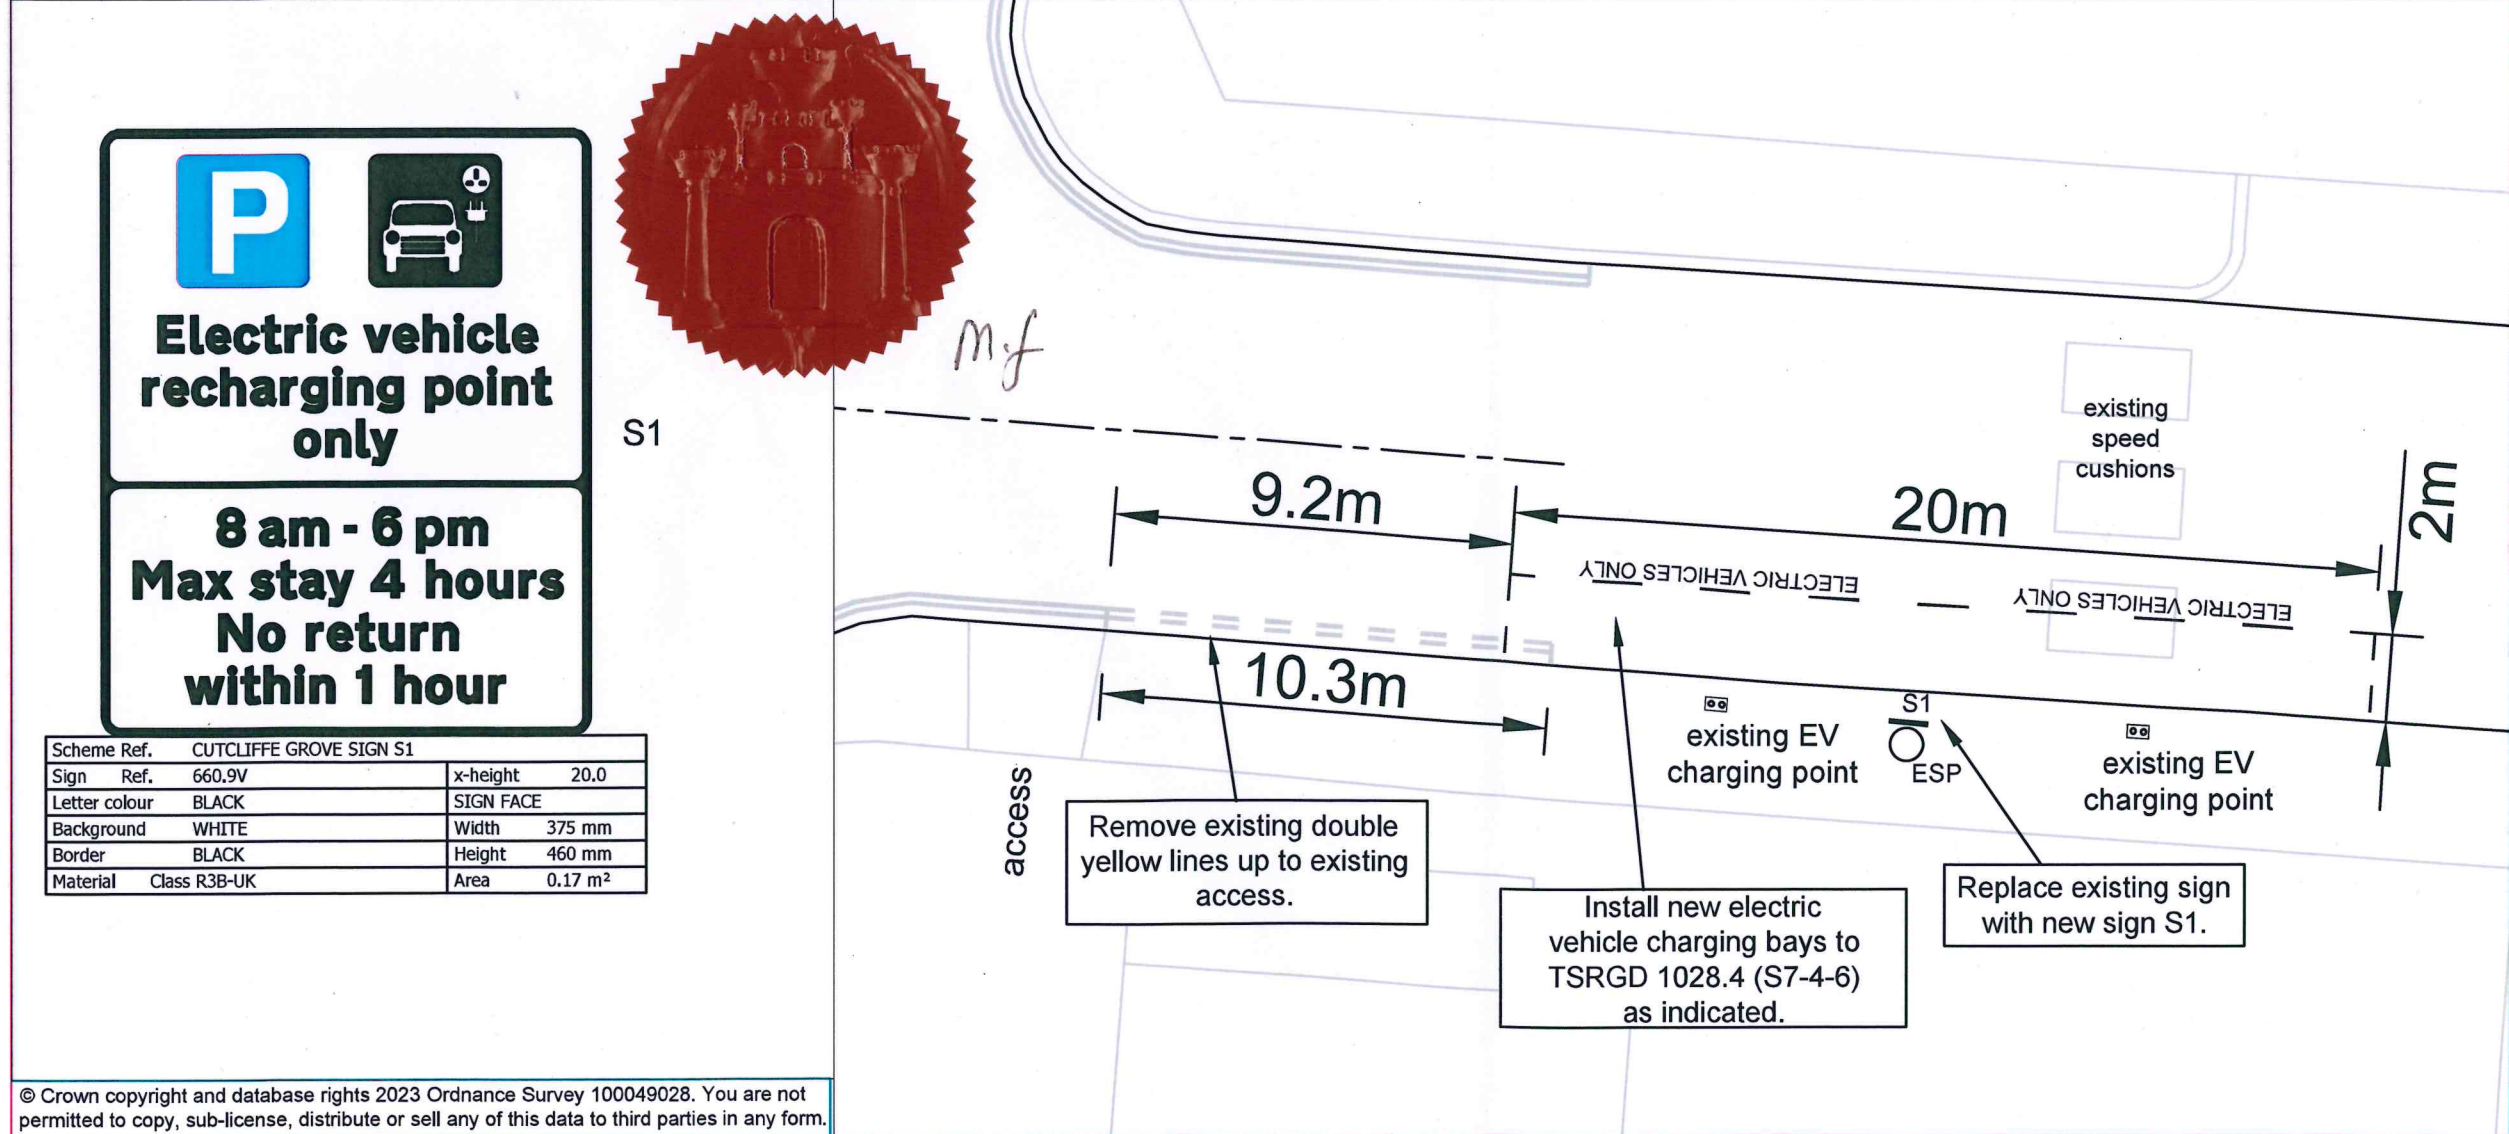 P
Electric vehicle
recharging point
only
8 am - 6 pm
Max stay 4 hours
No return
within 1 hour
S1
Scheme Ref. CUTCLIFFE GROVE SIGN S1
Sign Ref. 660.9V x-height 20.0
Letter colour BLACK SIGN FACE
Background WHITE Width 375 mm
Border BLACK Height 460 mm
Material Class R3B-UK Area 0.17 m²
© Crown copyright and database rights 2023 Ordnance Survey 100049028. You are not
permitted to copy, sub-license, distribute or sell any of this data to third parties in any form.
M.f
existing
speed
cushions
9.2m
20m
2m
ELECTRIC VEHICLES ONLY
ELECTRIC VEHICLES ONLY
10.3m
access
existing EV
charging point
S1
ESP
existing EV
charging point
Remove existing double
yellow lines up to existing
access.
Install new electric
vehicle charging bays to
TSRGD 1028.4 (S7-4-6)
as indicated.
Replace existing sign
with new sign S1.